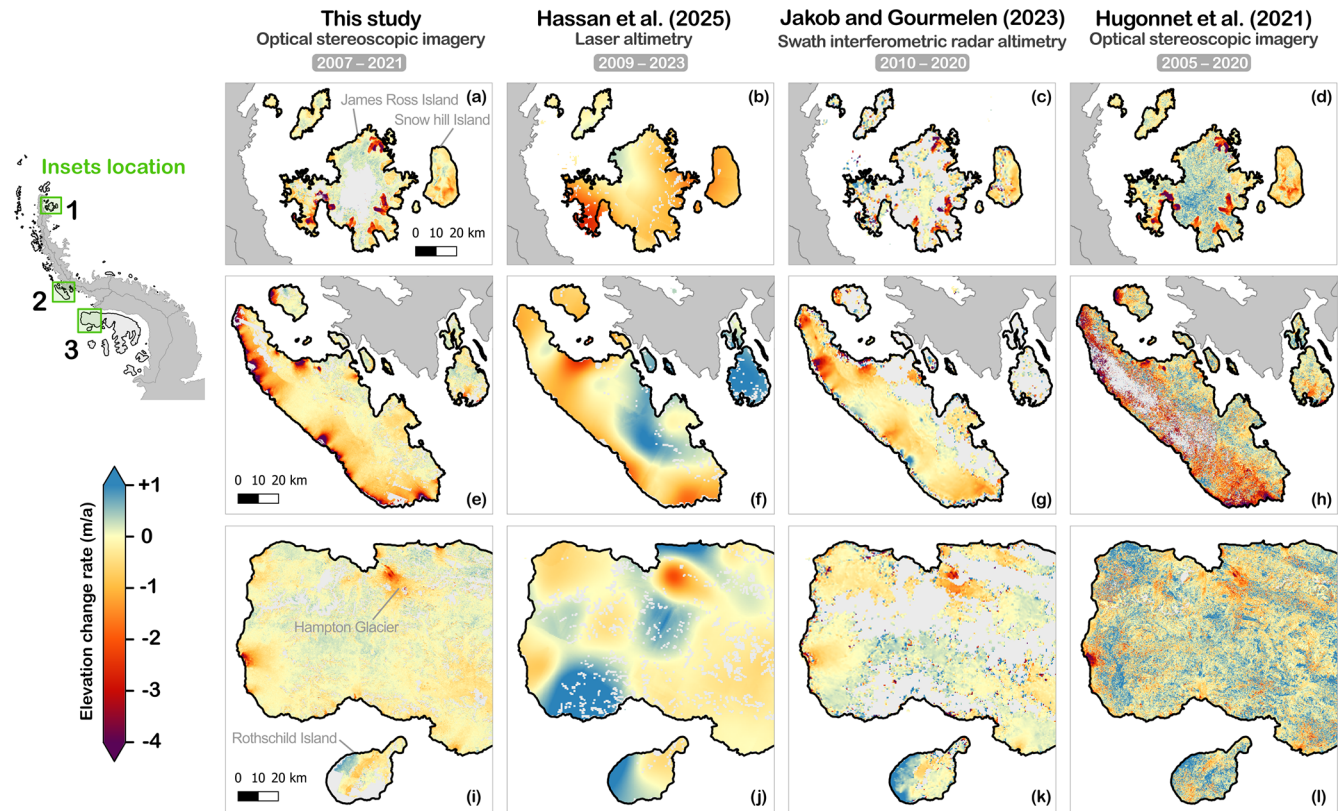 This study
Optical stereoscopic imagery
2007 – 2021
Hassan et al. (2025)
Laser altimetry
2009 – 2023
Jakob and Gourmelen (2023)
Swath interferometric radar altimetry
2010 – 2020
Hugonnet et al. (2021)
Optical stereoscopic imagery
2005 – 2020
Insets location
1
2
3
Elevation change rate (m/a)
+1
0
-1
-2
-3
-4
(a)
James Ross Island
Snow hill Island
0 10 20 km
(b)
(c)
(d)
0 10 20 km
(e)
(f)
(g)
(h)
Hampton Glacier
Rothschild Island
0 10 20 km
(i)
(j)
(k)
(l)